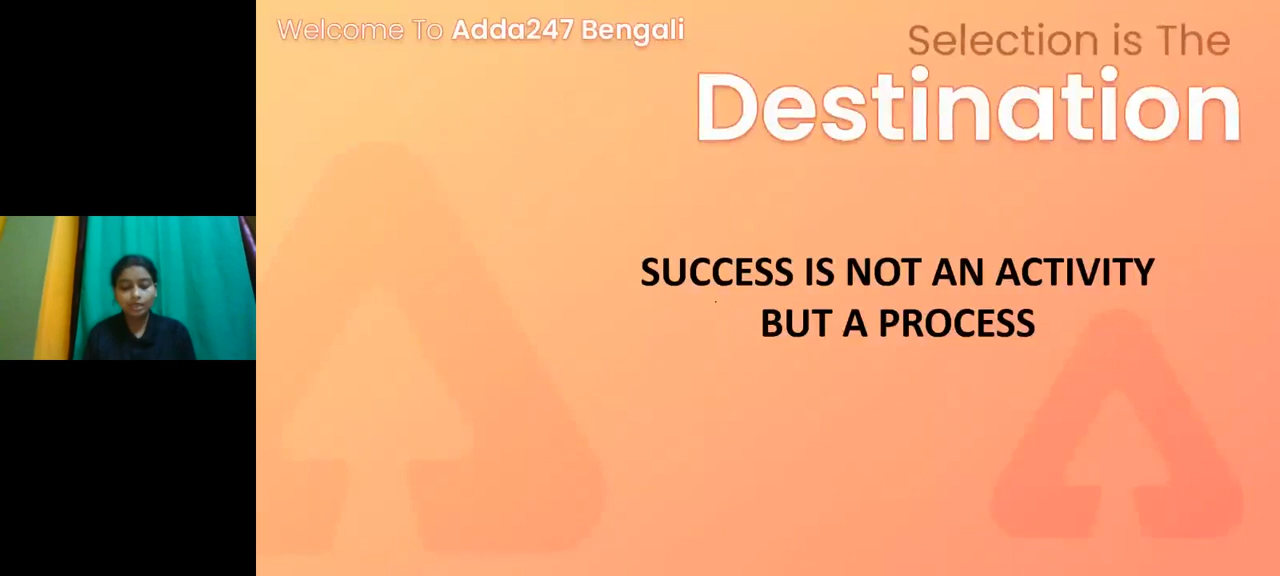 Welcome To Adda247 Bengali
Selection is The
Destination
SUCCESS IS NOT AN ACTIVITY
BUT A PROCESS